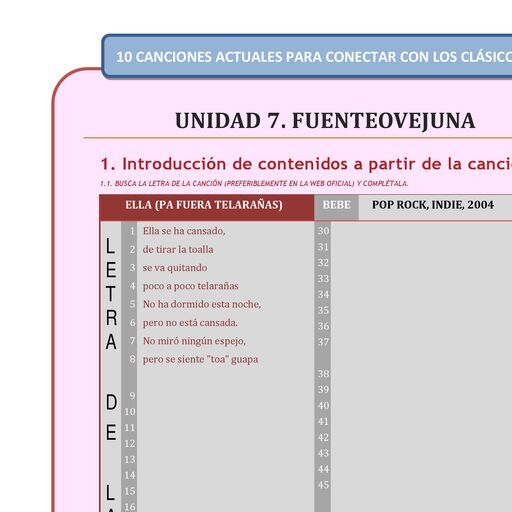 10 CANCIONES ACTUALES PARA CONECTAR CON LOS
UNIDAD 7. FUENTEOVEJUNA
1. Introducción de contenidos a partir de la
1.1. BUSCA LA LETRA DE LA CANCIÓN (PREFERIBLEMENTE EN LA WEB OFICIAL) Y COMPLÉTALA.
ELLA (PA FUERA TELARAÑAS) BEBE POP ROCK, INDIE, 2004
LETRA DE
1 Ella se ha cansado,
2 de tirar la toalla
3 se va quitando
4 poco a poco telarañas
5 No ha dormido esta noche,
6 pero no está cansada.
7 No miró ningún espejo,
8 pero se siente "toa" guapa
9
10
11
12
13
14
15
16
30
31
32
33
34
35
36
37
38
39
40
41
42
43
44
45